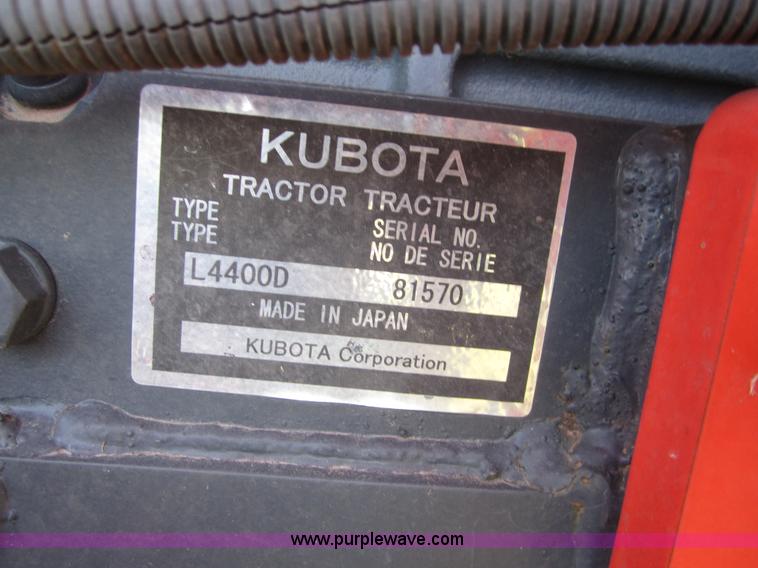 KUBOTA
TRACTOR TRACTEUR
TYPE SERIAL NO.
TYPE NO DE SERIE
L4400D 81570
MADE IN JAPAN
KUBOTA Corporation
www.purplewave.com